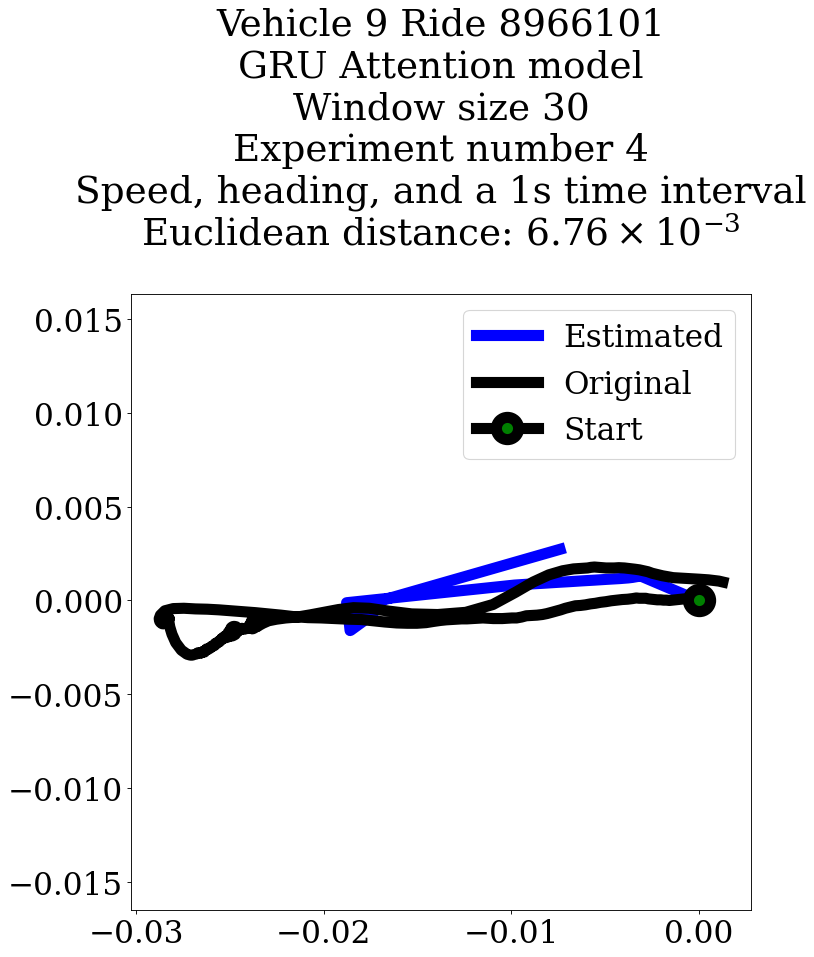 Vehicle 9 Ride 8966101
GRU Attention model
Window size 30
Experiment number 4
Speed, heading, and a 1s time interval
Euclidean distance: 6.76 × 10⁻³
Estimated
Original
Start
0.015
0.010
0.005
0.000
−0.005
−0.010
−0.015
−0.03 −0.02 −0.01 0.00